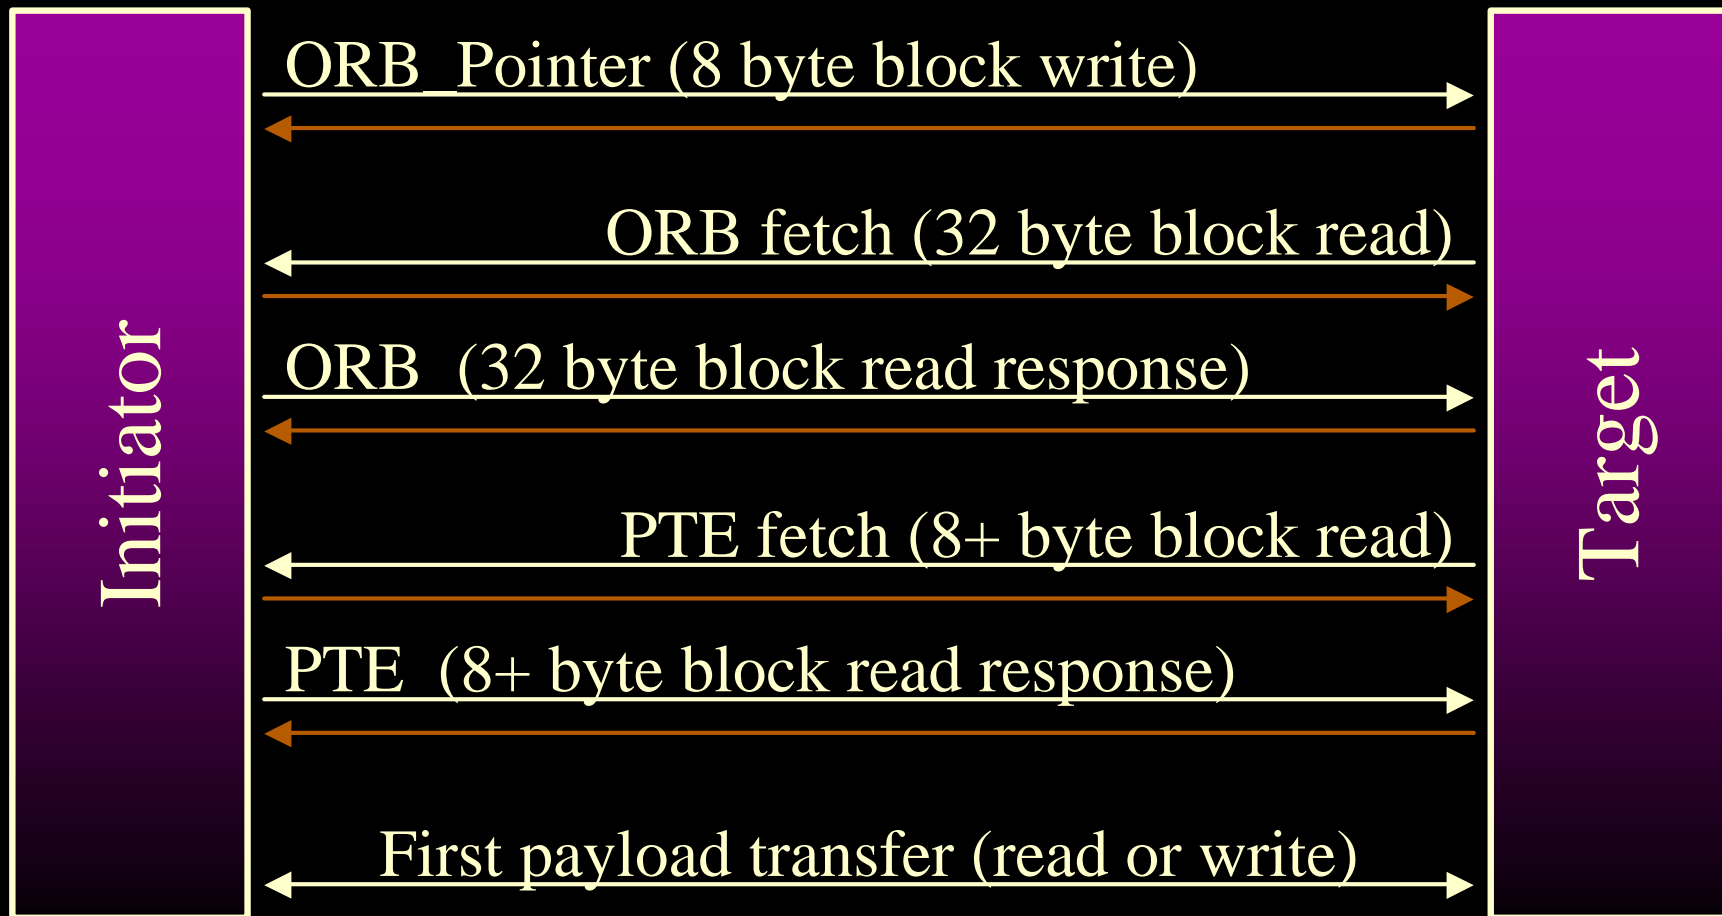 ORB_Pointer (8 byte block write)
ORB fetch (32 byte block read)
ORB (32 byte block read response)
PTE fetch (8+ byte block read)
PTE (8+ byte block read response)
First payload transfer (read or write)
Initiator
Target